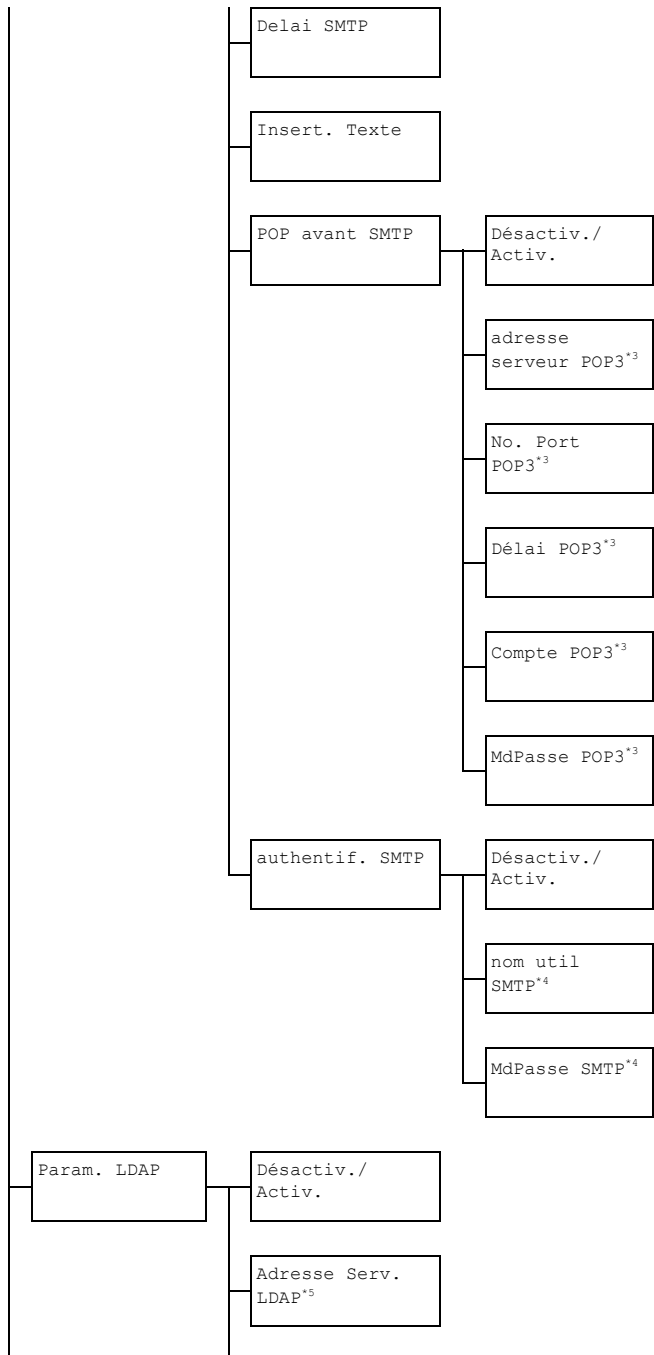 Delai SMTP
Insert. Texte
POP avant SMTP
Désactiv./
Activ.
adresse
serveur POP3*3
No. Port
POP3*3
Délai POP3*3
Compte POP3*3
MdPasse POP3*3
authentif. SMTP
Désactiv./
Activ.
nom util
SMTP*4
MdPasse SMTP*4
Param. LDAP
Désactiv./
Activ.
Adresse Serv.
LDAP*5